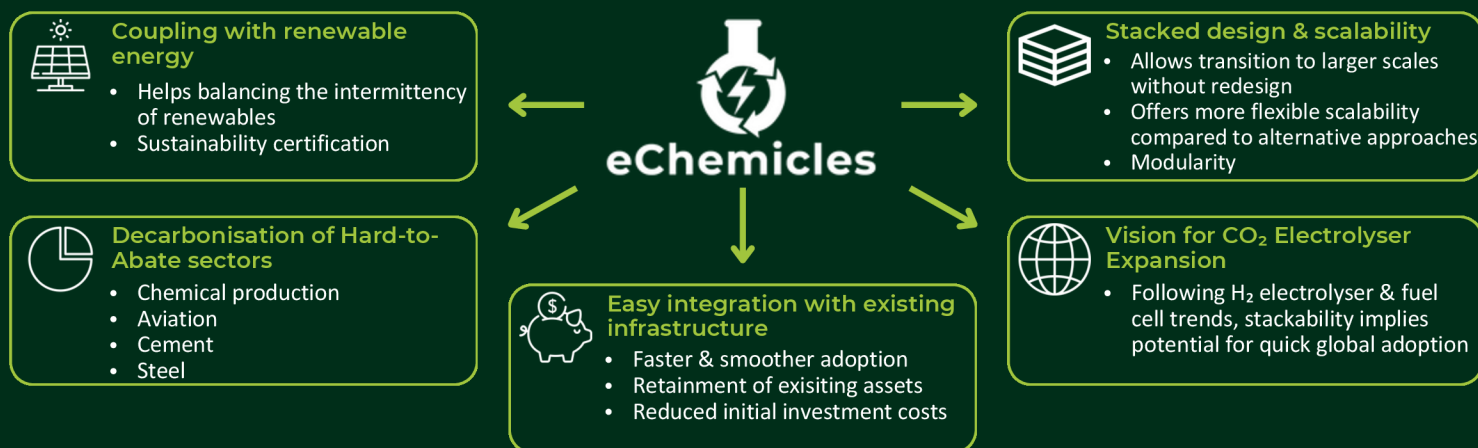 Coupling with renewable
energy
• Helps balancing the intermittency
of renewables
• Sustainability certification
eChemicles
Stacked design & scalability
• Allows transition to larger scales
without redesign
• Offers more flexible scalability
compared to alternative approaches
• Modularity
Decarbonisation of Hard-to-
Abate sectors
• Chemical production
• Aviation
• Cement
• Steel
$
Easy integration with existing
infrastructure
• Faster & smoother adoption
• Retainment of exisiting assets
• Reduced initial investment costs
Vision for CO₂ Electrolyser
Expansion
• Following H₂ electrolyser & fuel
cell trends, stackability implies
potential for quick global adoption